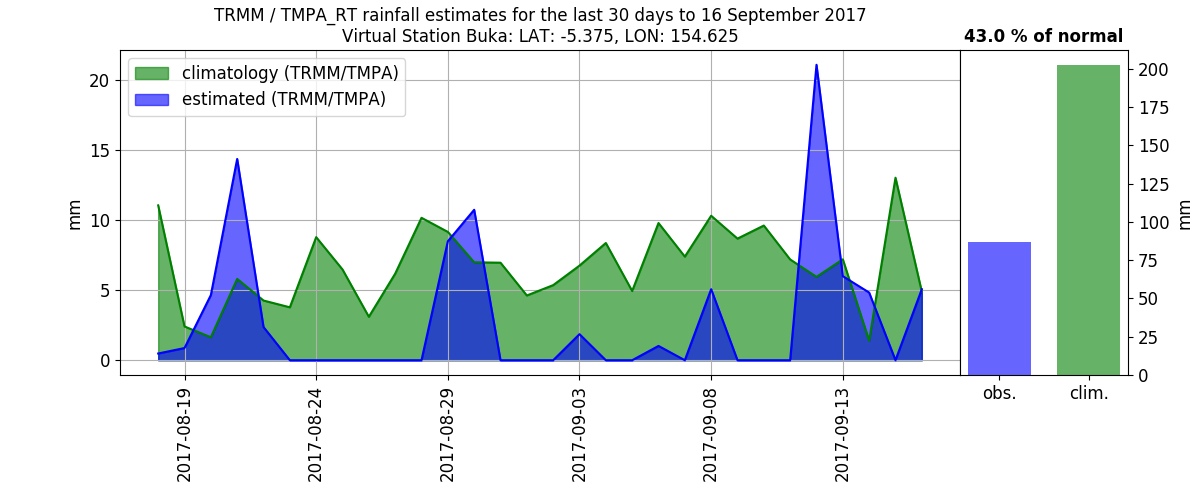 TRMM / TMPA_RT rainfall estimates for the last 30 days to 16 September 2017
Virtual Station Buka: LAT: -5.375, LON: 154.625
43.0 % of normal
climatology (TRMM/TMPA)
estimated (TRMM/TMPA)
mm
20
15
10
5
0
2017-08-19
2017-08-24
2017-08-29
2017-09-03
2017-09-08
2017-09-13
200
175
150
125
100
75
50
25
0
mm
obs.
clim.